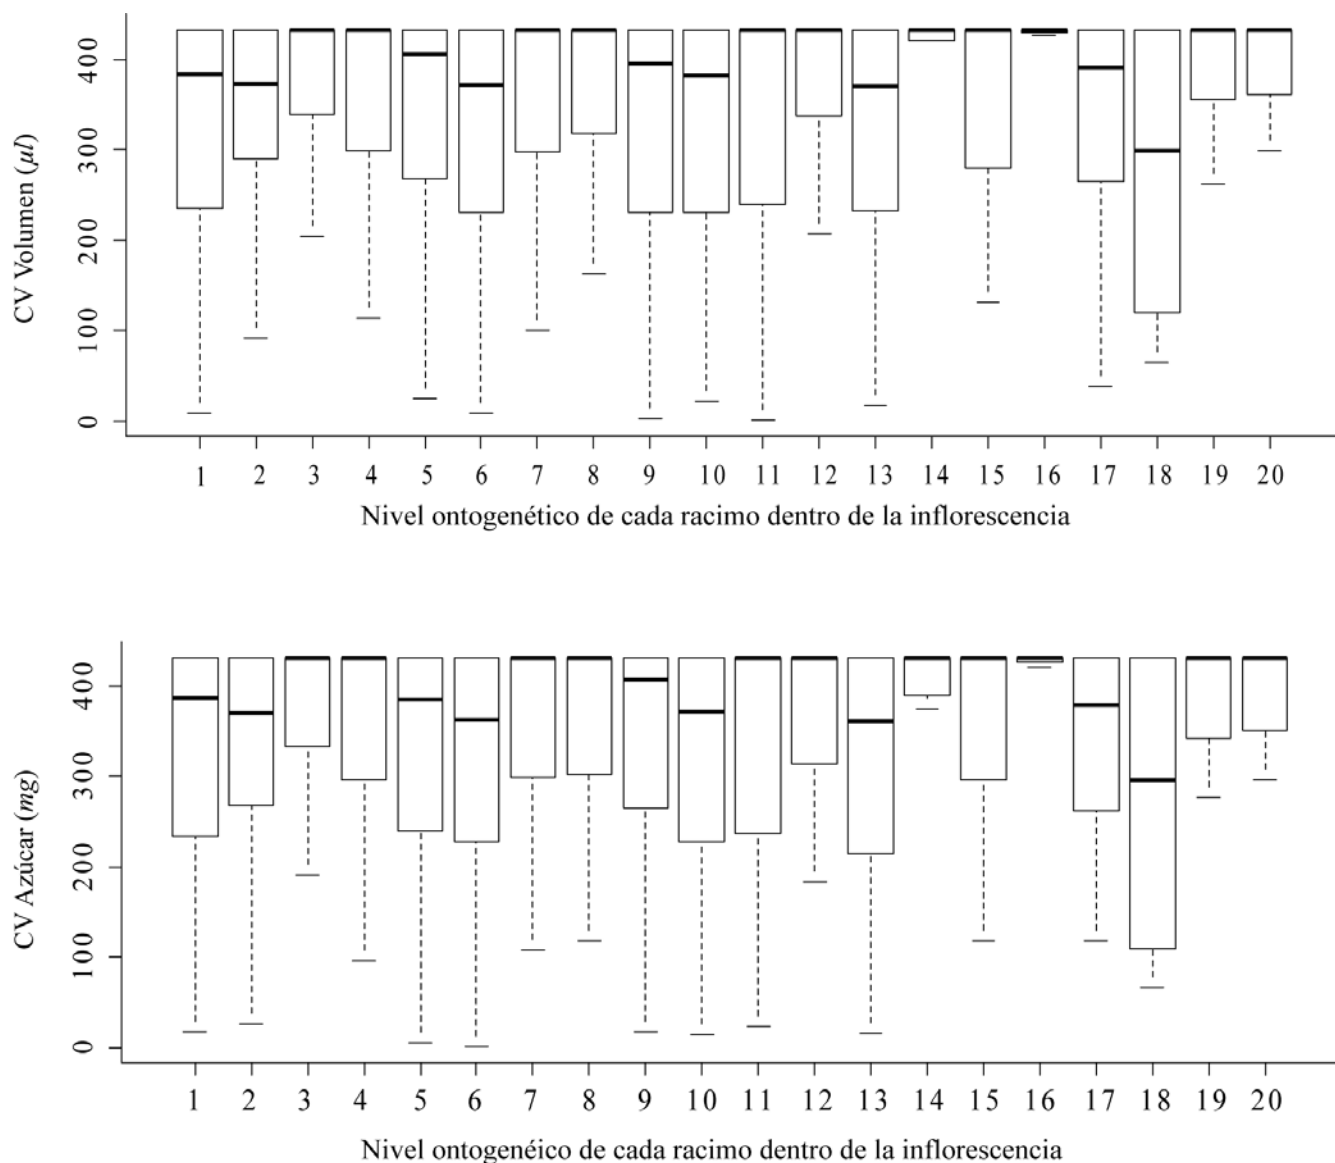 CV Volumen (µl)
400
300
200
100
0
1 2 3 4 5 6 7 8 9 10 11 12 13 14 15 16 17 18 19 20
Nivel ontogenético de cada racimo dentro de la inflorescencia
CV Azúcar (mg)
400
300
200
100
0
1 2 3 4 5 6 7 8 9 10 11 12 13 14 15 16 17 18 19 20
Nivel ontogenéico de cada racimo dentro de la inflorescencia